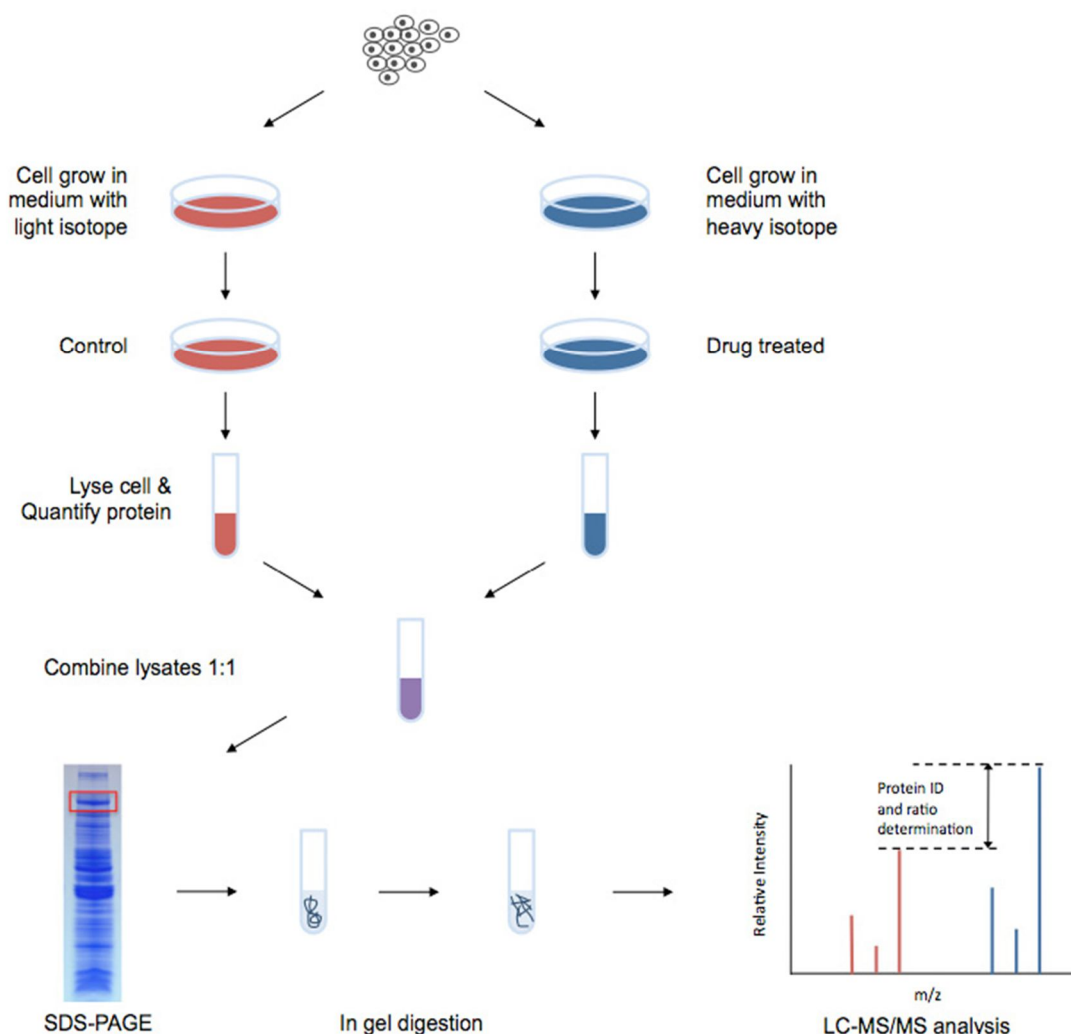 Cell grow in
medium with
light isotope
Cell grow in
medium with
heavy isotope
Control
Drug treated
Lyse cell &
Quantify protein
Combine lysates 1:1
Protein ID
and ratio
determination
Relative Intensity
m/z
SDS-PAGE
In gel digestion
LC-MS/MS analysis